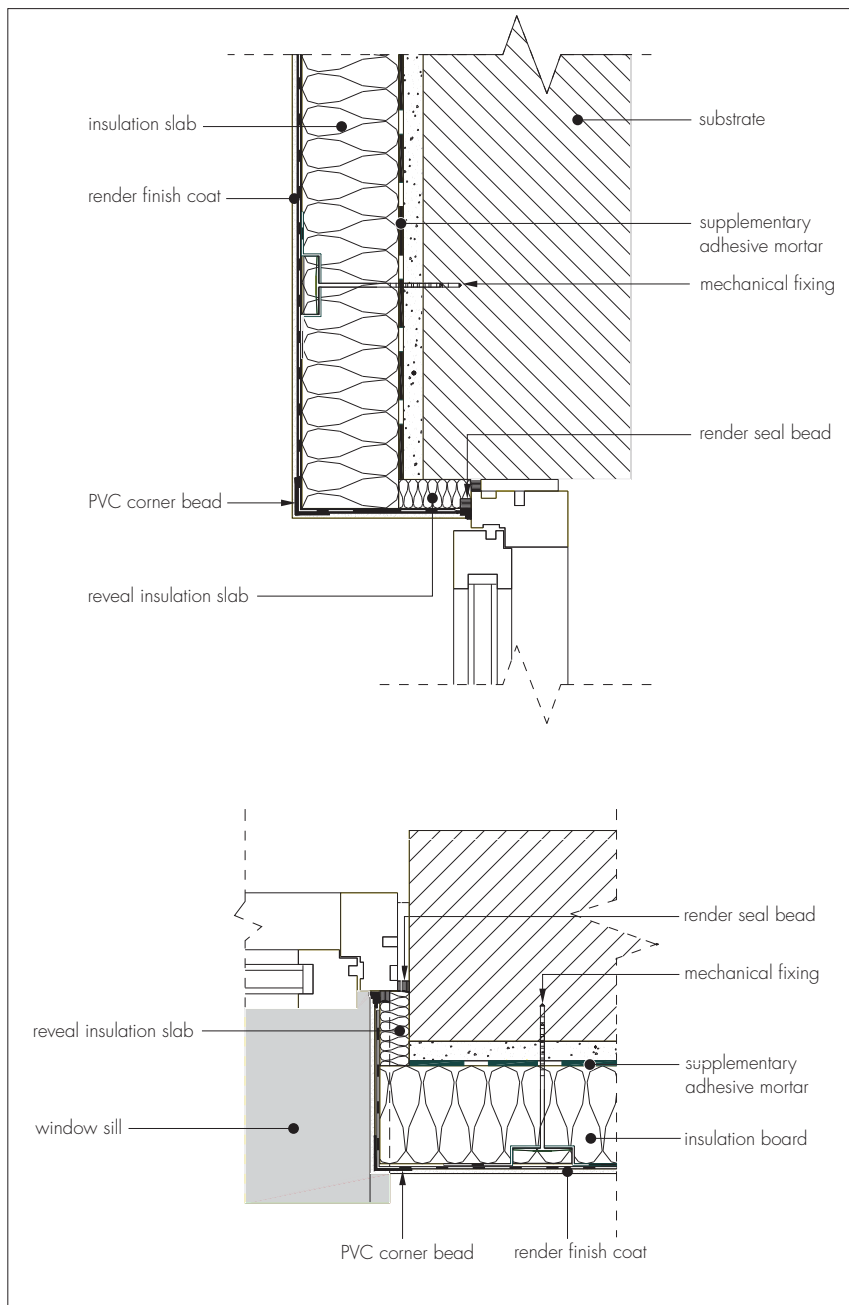 insulation slab
substrate
render finish coat
supplementary
adhesive mortar
mechanical fixing
render seal bead
PVC corner bead
reveal insulation slab
render seal bead
mechanical fixing
reveal insulation slab
supplementary
adhesive mortar
window sill
insulation board
PVC corner bead
render finish coat